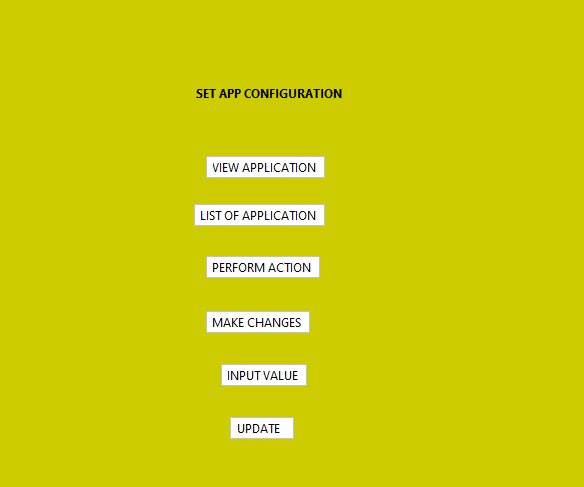 SET APP CONFIGURATION
VIEW APPLICATION
LIST OF APPLICATION
PERFORM ACTION
MAKE CHANGES
INPUT VALUE
UPDATE